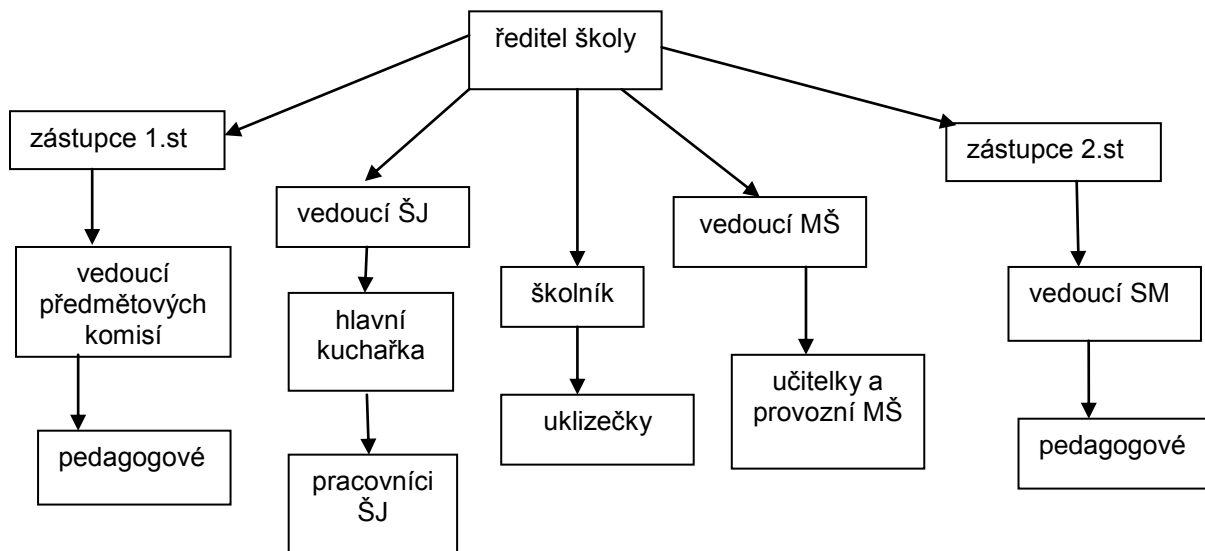 ředitel školy
zástupce 1.st
zástupce 2.st
vedoucí ŠJ
vedoucí MŠ
vedoucí
předmětových
komisí
školník
vedoucí SM
hlavní
kuchařka
učitelky a
provozní MŠ
uklizečky
pedagogové
pedagogové
pracovníci
ŠJ